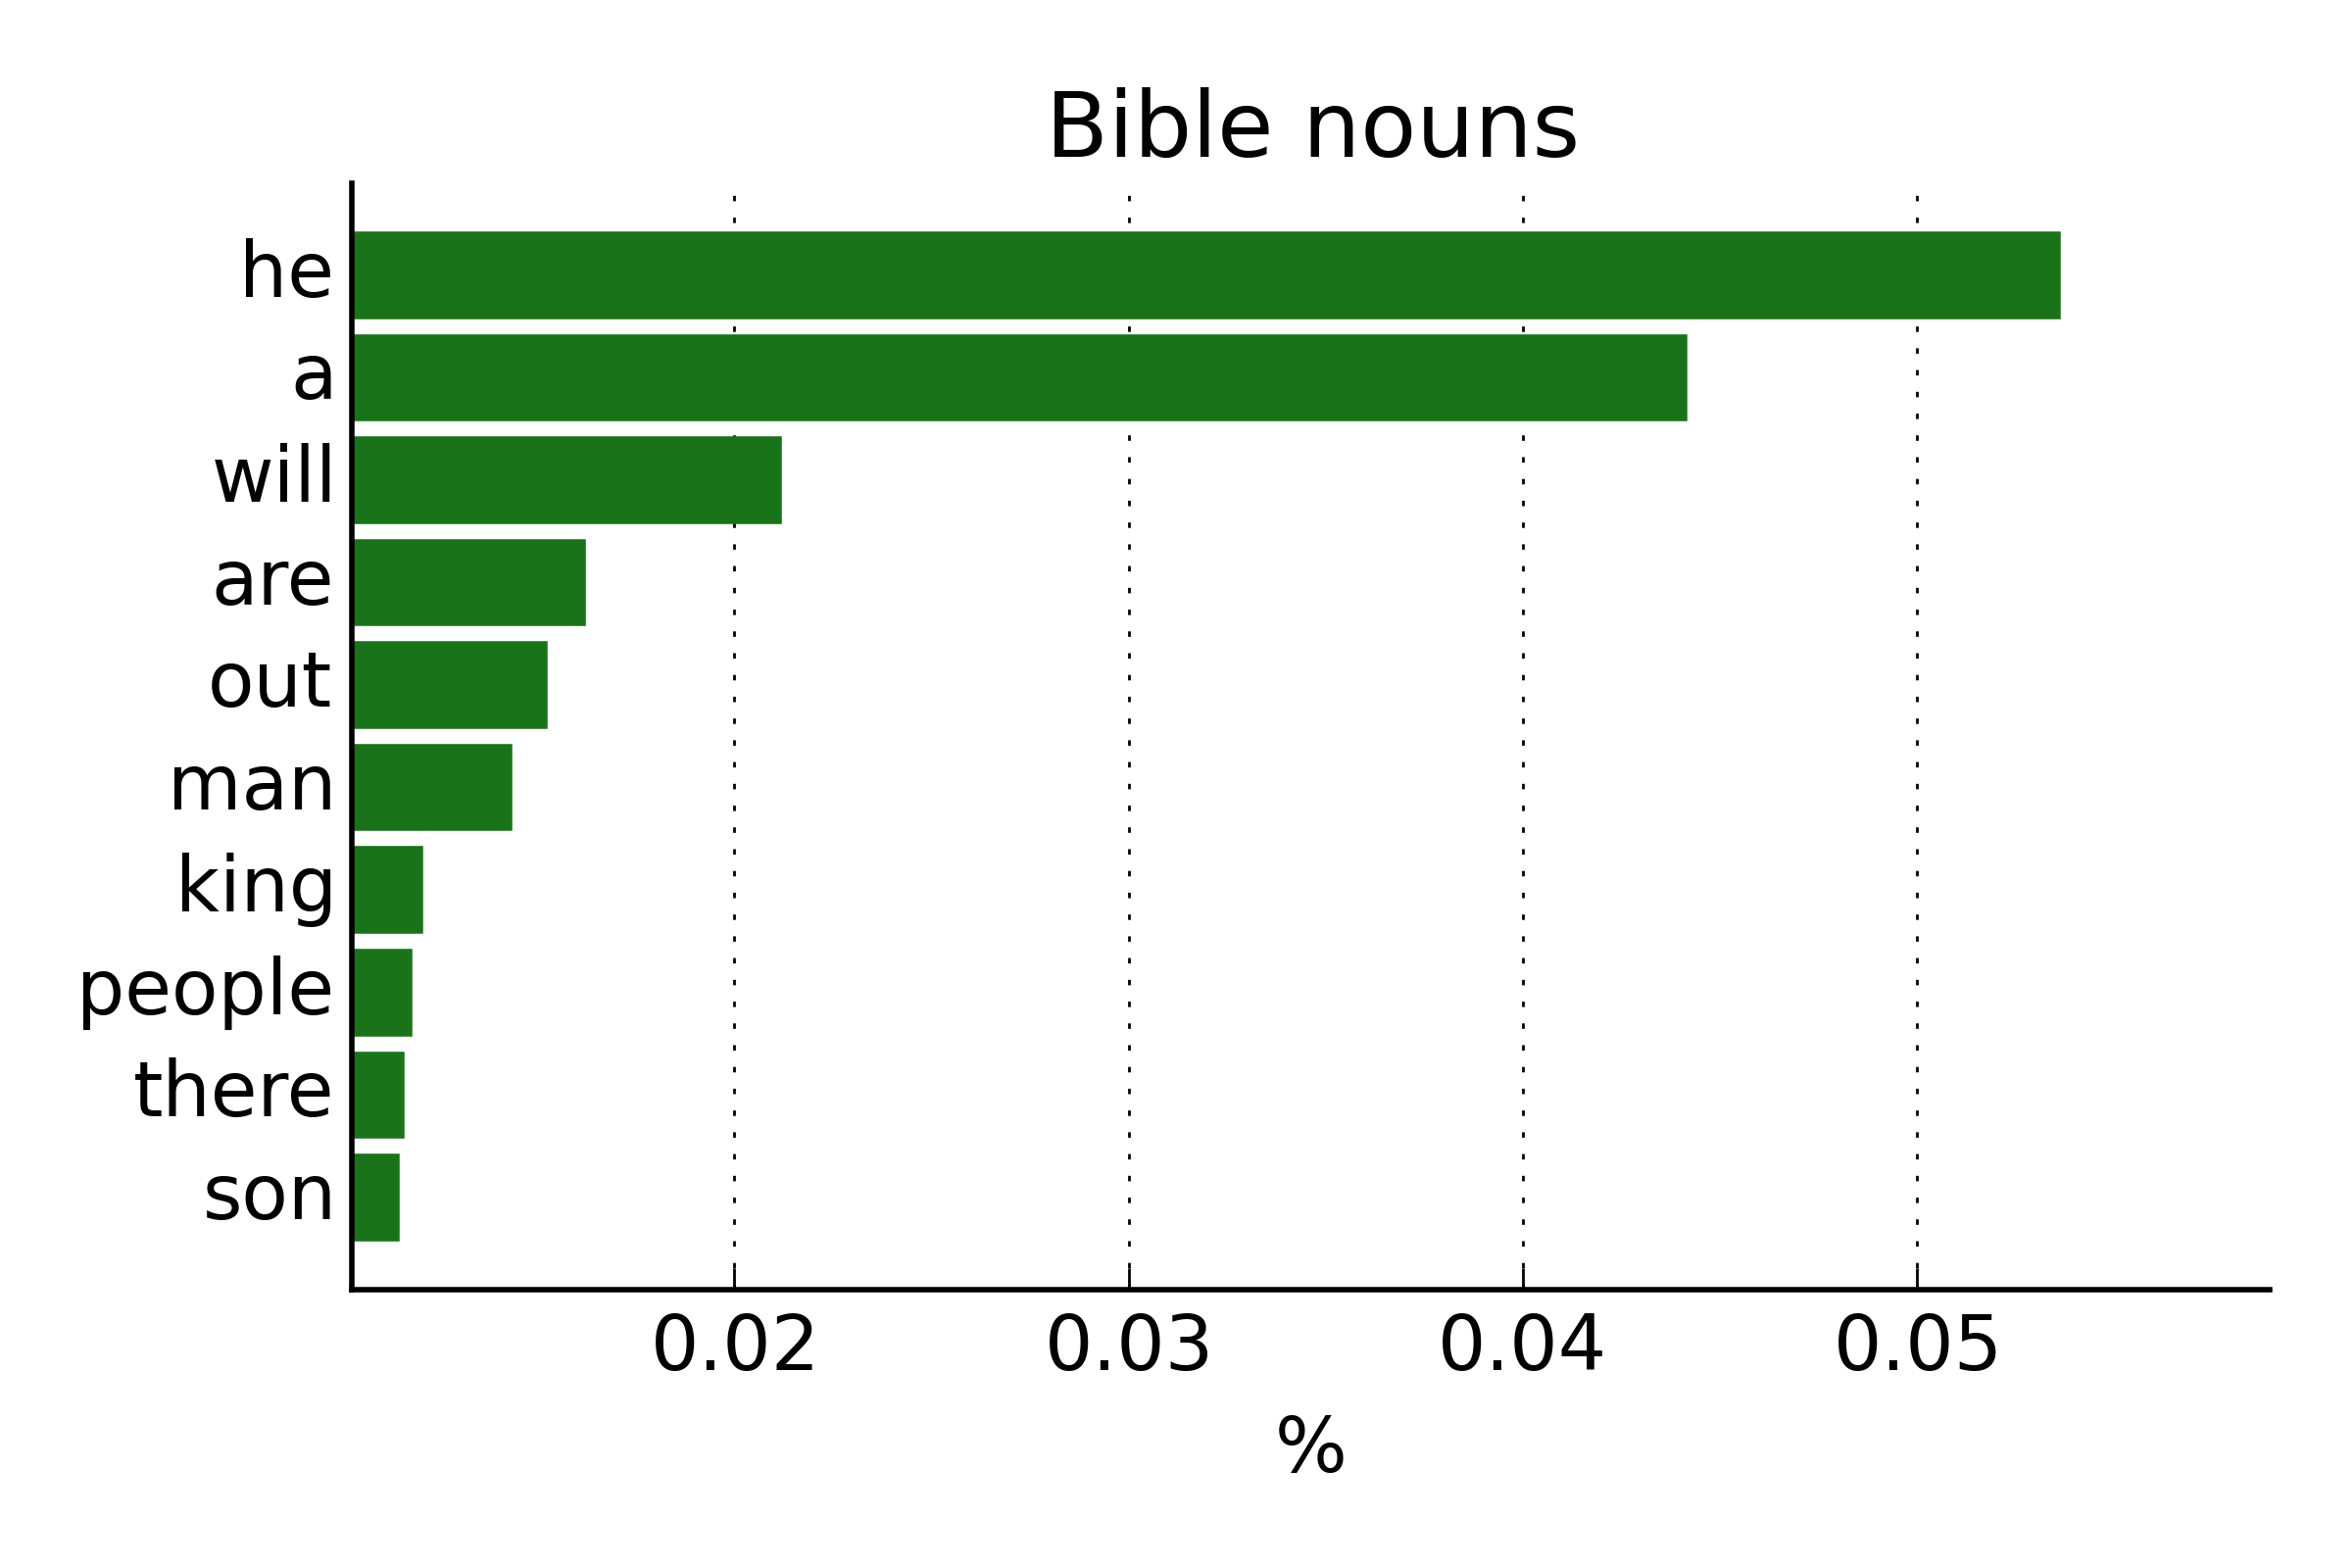 Bible nouns
he
a
will
are
out
man
king
people
there
son
0.02 0.03 0.04 0.05
%